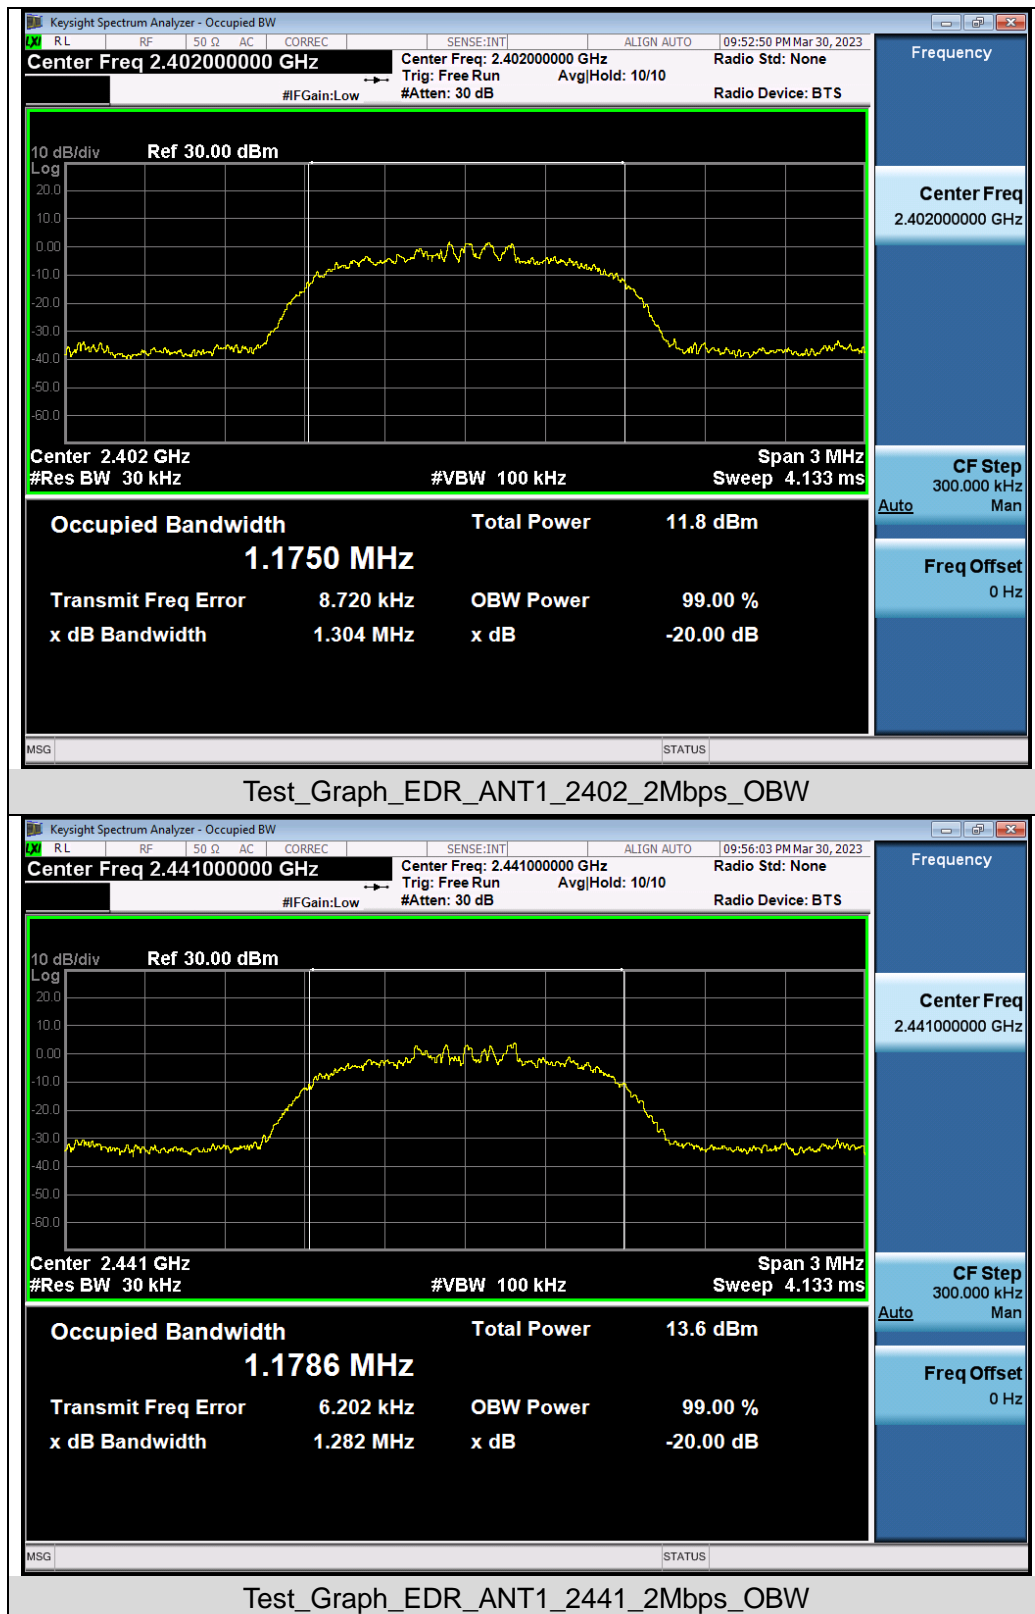 Keysight Spectrum Analyzer - Occupied BW
LXI RL RF 50 Ω AC CORREC SENSE:INT ALIGN AUTO 09:52:50 PM Mar 30, 2023
Center Freq 2.402000000 GHz
Center Freq: 2.402000000 GHz
Radio Std: None
Trig: Free Run Avg|Hold: 10/10
#IFGain:Low
#Atten: 30 dB
Radio Device: BTS
Frequency
10 dB/div Ref 30.00 dBm
Log
20.0
10.0
0.00
-10.0
-20.0
-30.0
-40.0
-50.0
-60.0
Center Freq
2.402000000 GHz
Center 2.402 GHz Span 3 MHz
#Res BW 30 kHz #VBW 100 kHz Sweep 4.133 ms
CF Step
300.000 kHz
Auto Man
Occupied Bandwidth Total Power 11.8 dBm
1.1750 MHz
Transmit Freq Error 8.720 kHz OBW Power 99.00 %
x dB Bandwidth 1.304 MHz x dB -20.00 dB
Freq Offset
0 Hz
MSG STATUS
Test_Graph_EDR_ANT1_2402_2Mbps_OBW
Keysight Spectrum Analyzer - Occupied BW
LXI RL RF 50 Ω AC CORREC SENSE:INT ALIGN AUTO 09:56:03 PM Mar 30, 2023
Center Freq 2.441000000 GHz
Center Freq: 2.441000000 GHz
Radio Std: None
Trig: Free Run Avg|Hold: 10/10
#IFGain:Low
#Atten: 30 dB
Radio Device: BTS
Frequency
10 dB/div Ref 30.00 dBm
Log
20.0
10.0
0.00
-10.0
-20.0
-30.0
-40.0
-50.0
-60.0
Center Freq
2.441000000 GHz
Center 2.441 GHz Span 3 MHz
#Res BW 30 kHz #VBW 100 kHz Sweep 4.133 ms
CF Step
300.000 kHz
Auto Man
Occupied Bandwidth Total Power 13.6 dBm
1.1786 MHz
Transmit Freq Error 6.202 kHz OBW Power 99.00 %
x dB Bandwidth 1.282 MHz x dB -20.00 dB
Freq Offset
0 Hz
MSG STATUS
Test_Graph_EDR_ANT1_2441_2Mbps_OBW